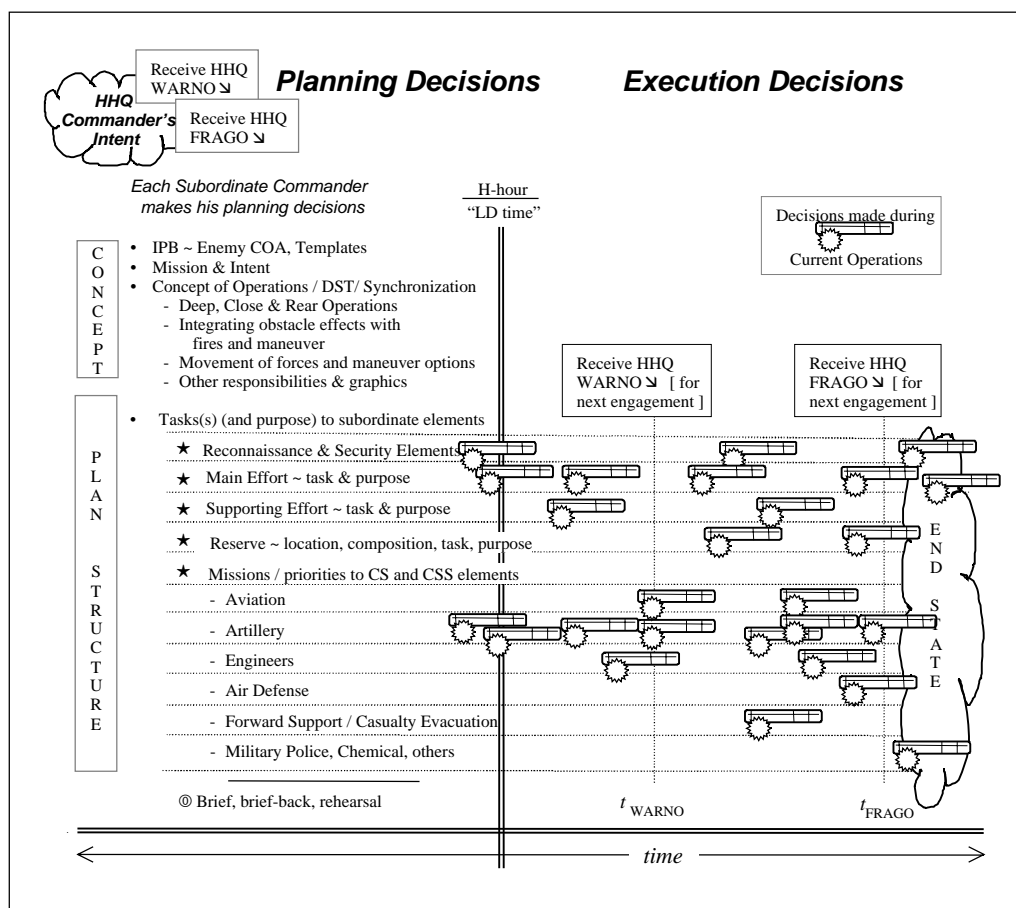 Receive HHQ
WARNO ↘
HHQ
Commander's
Intent
Receive HHQ
FRAGO ↘
Planning Decisions
Execution Decisions
Each Subordinate Commander
makes his planning decisions
H-hour
“LD time”
Decisions made during
Current Operations
CONCEPT
• IPB ~ Enemy COA, Templates
• Mission & Intent
• Concept of Operations / DST/ Synchronization
- Deep, Close & Rear Operations
- Integrating obstacle effects with
fires and maneuver
- Movement of forces and maneuver options
- Other responsibilities & graphics
Receive HHQ
WARNO ↘ [ for
next engagement ]
Receive HHQ
FRAGO ↘ [ for
next engagement ]
PLAN STRUCTURE
• Tasks(s) (and purpose) to subordinate elements
★ Reconnaissance & Security Elements
★ Main Effort ~ task & purpose
★ Supporting Effort ~ task & purpose
★ Reserve ~ location, composition, task, purpose
★ Missions / priorities to CS and CSS elements
- Aviation
- Artillery
- Engineers
- Air Defense
- Forward Support / Casualty Evacuation
- Military Police, Chemical, others
END STATE
⓪ Brief, brief-back, rehearsal
t WARNO
t FRAGO
time